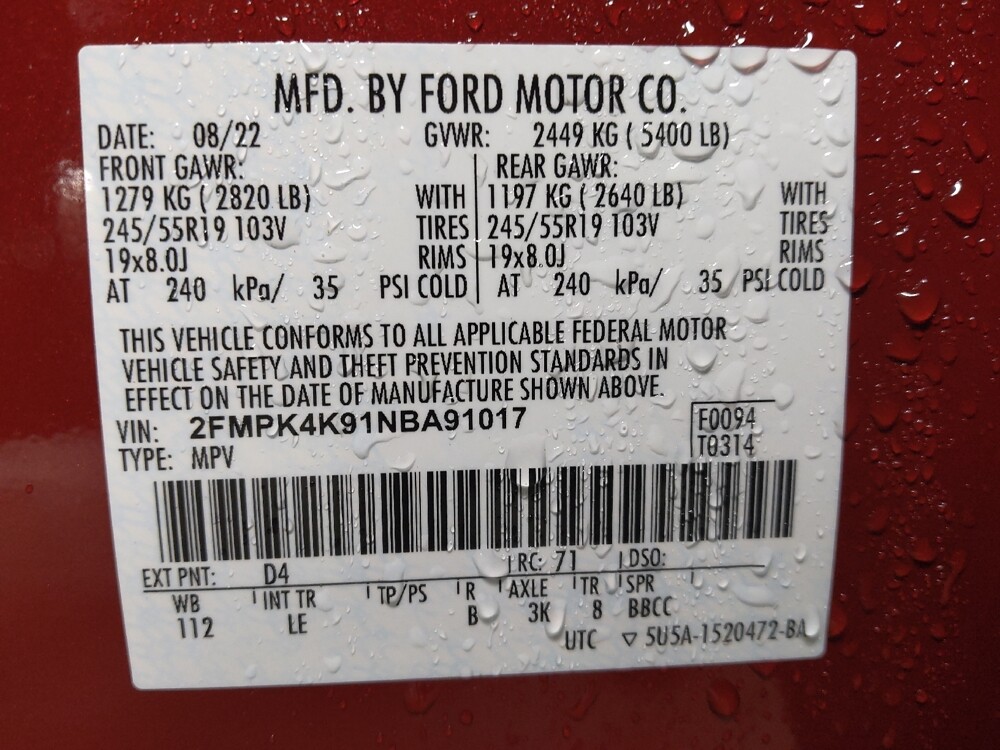 MFD. BY FORD MOTOR CO.
DATE: 08/22 GVWR: 2449 KG ( 5400 LB)
FRONT GAWR: REAR GAWR:
1279 KG ( 2820 LB) WITH 1197 KG ( 2640 LB) WITH
245/55R19 103V TIRES 245/55R19 103V TIRES
19x8.0J RIMS 19x8.0J RIMS
AT 240 kPa/ 35 PSI COLD AT 240 kPa/ 35 PSI COLD
THIS VEHICLE CONFORMS TO ALL APPLICABLE FEDERAL MOTOR
VEHICLE SAFETY AND THEFT PREVENTION STANDARDS IN
EFFECT ON THE DATE OF MANUFACTURE SHOWN ABOVE.
VIN: 2FMPK4K91NBA91017 F0094
TYPE: MPV T0314
EXT PNT: D4 RC: 71 DSO:
WB INT TR TP/PS R AXLE TR SPR
112 LE B 3K 8 BBCC
UTC ▽ 5U5A-1520472-BA